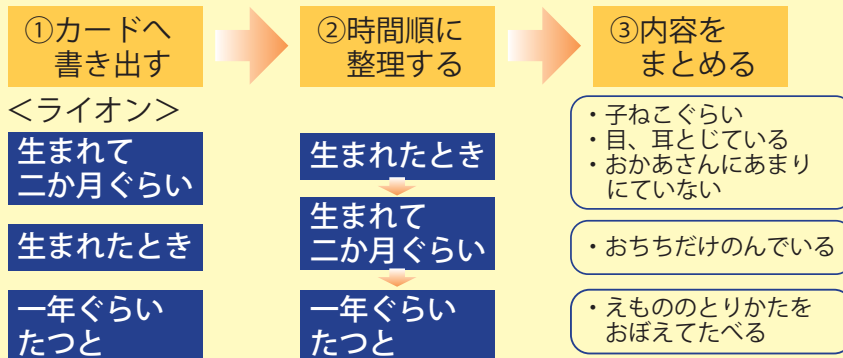 ①カードへ
書き出す
②時間順に
整理する
③内容を
まとめる
＜ライオン＞
生まれて
二か月ぐらい
生まれたとき
一年ぐらい
たつと
生まれたとき
生まれて
二か月ぐらい
一年ぐらい
たつと
・子ねこぐらい
・目、耳とじている
・おかあさんにあまり
にていない
・おちちだけのんでいる
・えもののとりかたを
おぼえてたべる